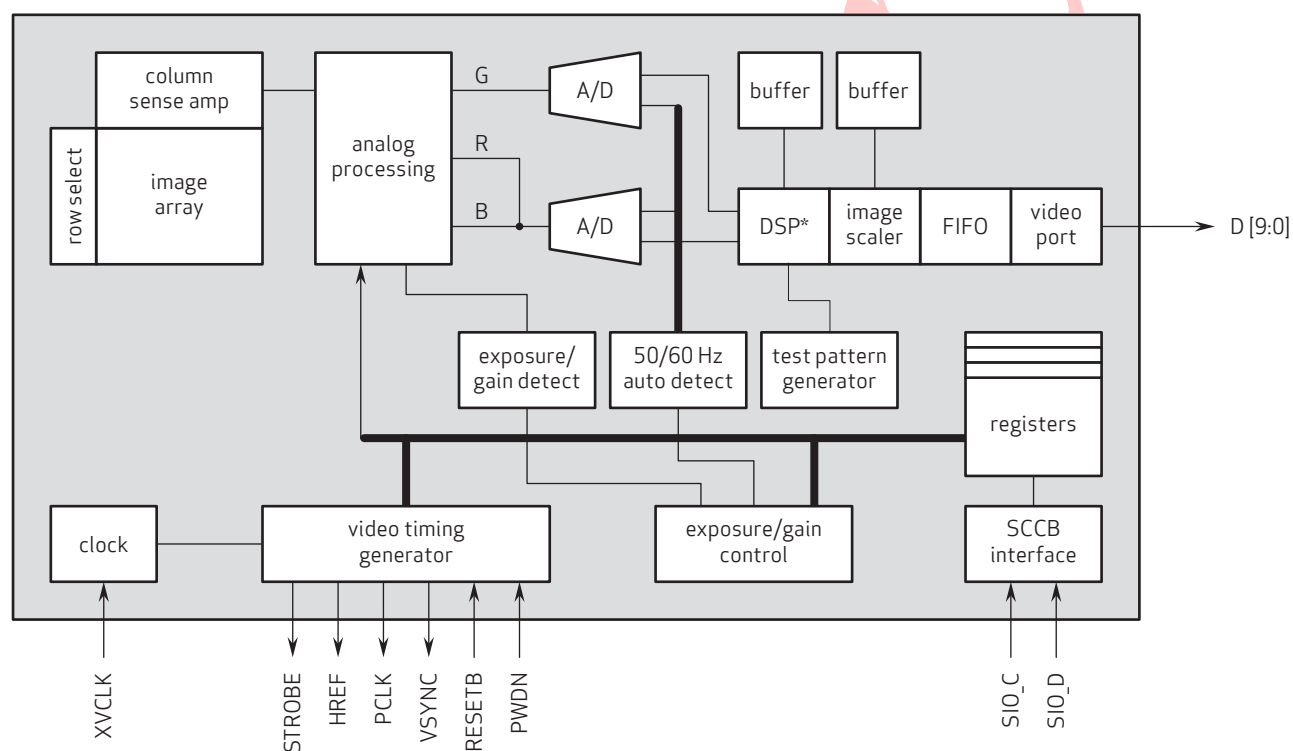 column
sense amp
row select
image
array
analog
processing
G
R
B
A/D
A/D
buffer
buffer
DSP*
image
scaler
FIFO
video
port
D [9:0]
exposure/
gain detect
50/60 Hz
auto detect
test pattern
generator
registers
clock
video timing
generator
exposure/gain
control
SCCB
interface
XVCLK
STROBE
HREF
PCLK
VSYNC
RESETB
PWDN
SIO_C
SIO_D